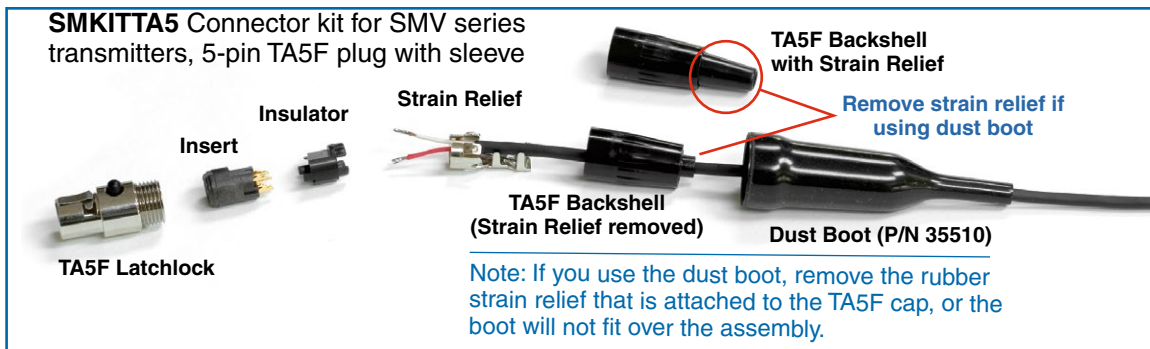 SMKITTA5 Connector kit for SMV series
transmitters, 5-pin TA5F plug with sleeve
TA5F Backshell
with Strain Relief
Strain Relief
Remove strain relief if
using dust boot
Insulator
Insert
TA5F Latchlock
TA5F Backshell
(Strain Relief removed)
Dust Boot (P/N 35510)
Note: If you use the dust boot, remove the rubber
strain relief that is attached to the TA5F cap, or the
boot will not fit over the assembly.